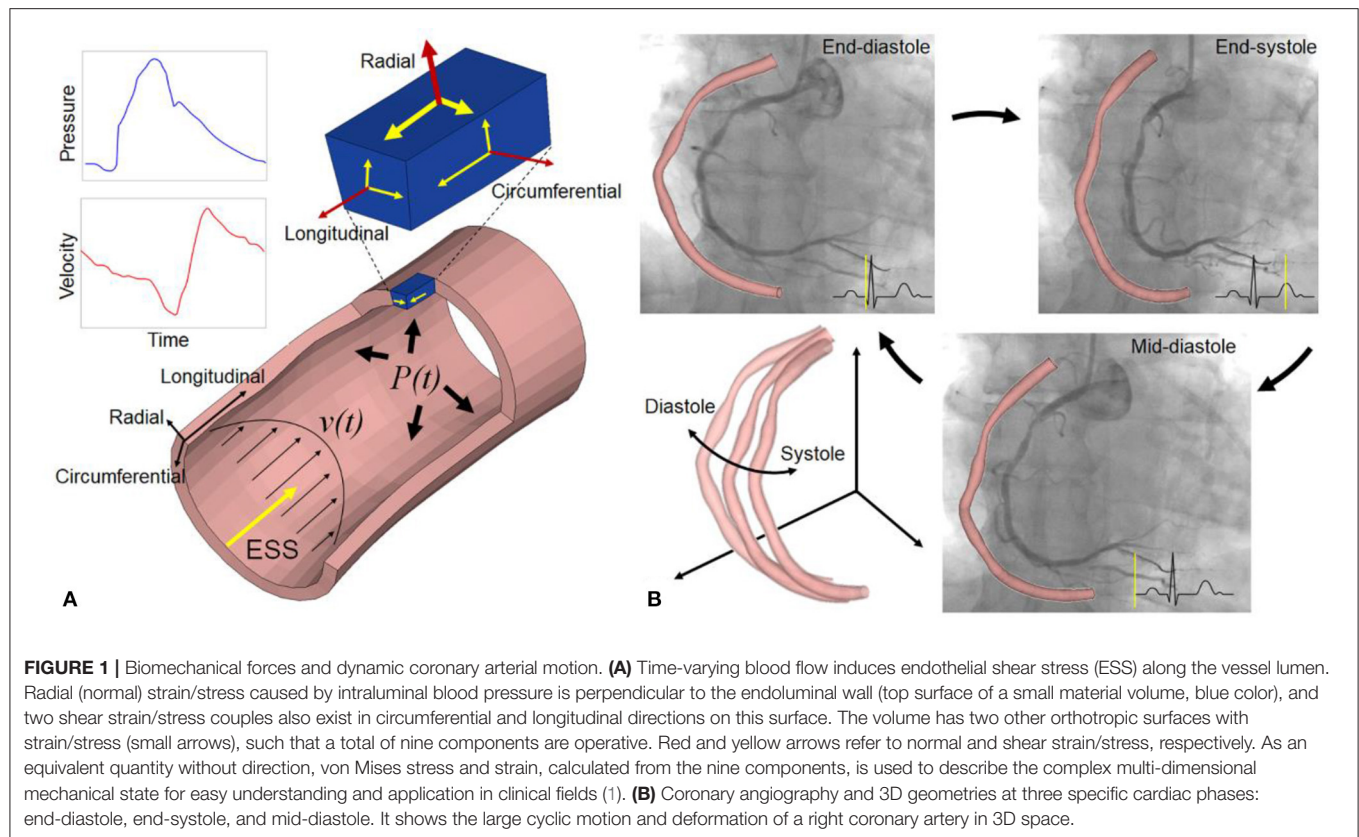 Pressure
Velocity
Time
Radial
Circumferential
Longitudinal
Longitudinal
Radial
Circumferential
P(t)
v(t)
ESS
A
End-diastole
End-systole
Mid-diastole
Diastole
Systole
B
FIGURE 1 | Biomechanical forces and dynamic coronary arterial motion. (A) Time-varying blood flow induces endothelial shear stress (ESS) along the vessel lumen.
Radial (normal) strain/stress caused by intraluminal blood pressure is perpendicular to the endoluminal wall (top surface of a small material volume, blue color), and
two shear strain/stress couples also exist in circumferential and longitudinal directions on this surface. The volume has two other orthotropic surfaces with
strain/stress (small arrows), such that a total of nine components are operative. Red and yellow arrows refer to normal and shear strain/stress, respectively. As an
equivalent quantity without direction, von Mises stress and strain, calculated from the nine components, is used to describe the complex multi-dimensional
mechanical state for easy understanding and application in clinical fields (1). (B) Coronary angiography and 3D geometries at three specific cardiac phases:
end-diastole, end-systole, and mid-diastole. It shows the large cyclic motion and deformation of a right coronary artery in 3D space.